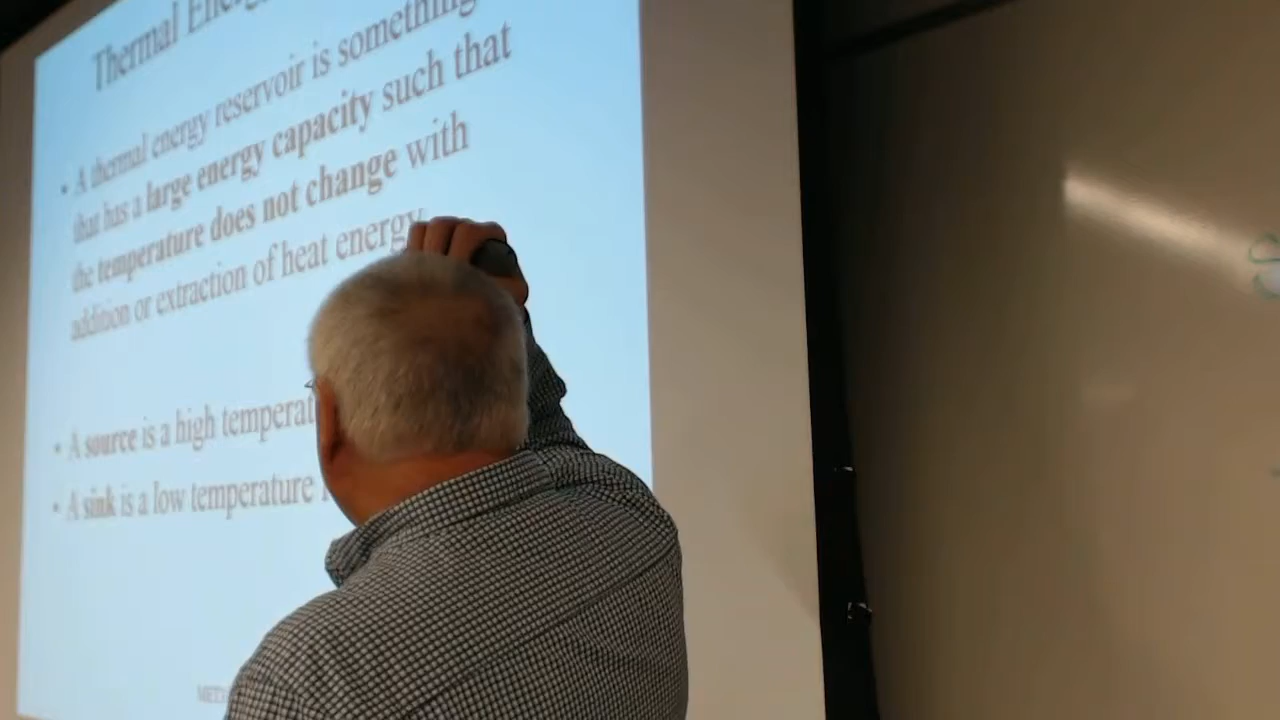 Thermal Energy
• A thermal energy reservoir is something
that has a large energy capacity such that
the temperature does not change with
addition or extraction of heat energy
• A source is a high temperat
• A sink is a low temperature